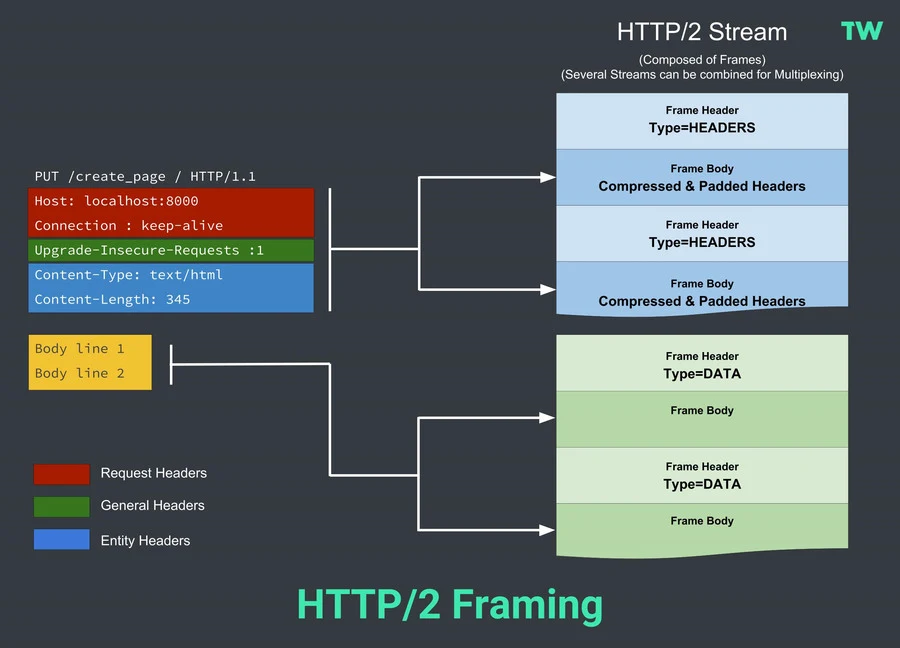 HTTP/2 Stream
TW
(Composed of Frames)
(Several Streams can be combined for Multiplexing)
PUT /create_page / HTTP/1.1
Host: localhost:8000
Connection : keep-alive
Upgrade-Insecure-Requests :1
Content-Type: text/html
Content-Length: 345
Body line 1
Body line 2
Frame Header
Type=HEADERS
Frame Body
Compressed & Padded Headers
Frame Header
Type=HEADERS
Frame Body
Compressed & Padded Headers
Frame Header
Type=DATA
Frame Body
Frame Header
Type=DATA
Frame Body
Request Headers
General Headers
Entity Headers
HTTP/2 Framing